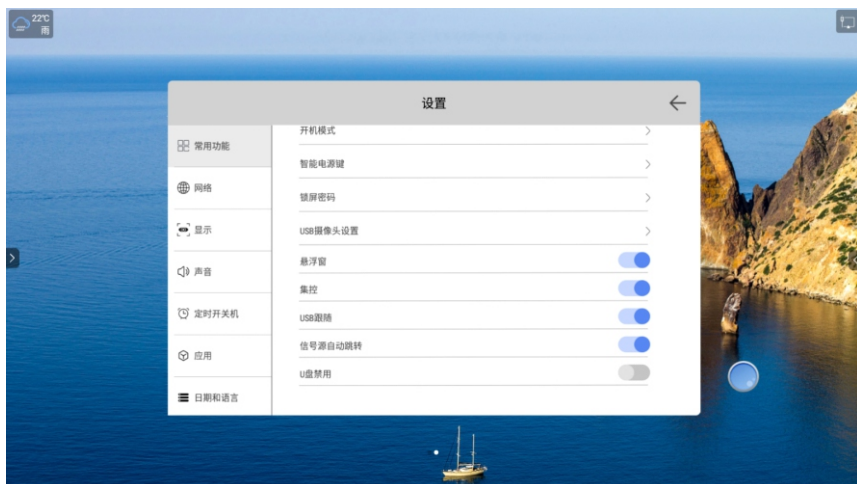 22℃
雨
设置
常用功能
网络
显示
声音
定时开关机
应用
日期和语言
开机模式
智能电源键
锁屏密码
USB摄像头设置
悬浮窗
集控
USB跟随
信号源自动跳转
U盘禁用